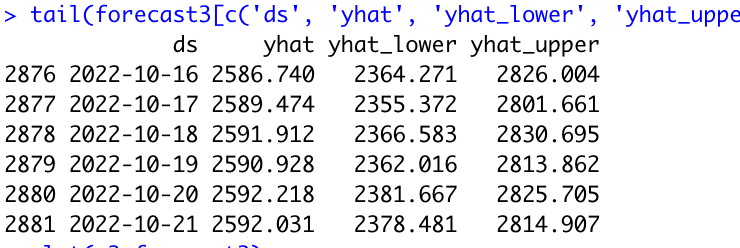 > tail(forecast3[c('ds', 'yhat', 'yhat_lower', 'yhat_uppe
ds yhat yhat_lower yhat_upper
2876 2022-10-16 2586.740 2364.271 2826.004
2877 2022-10-17 2589.474 2355.372 2801.661
2878 2022-10-18 2591.912 2366.583 2830.695
2879 2022-10-19 2590.928 2362.016 2813.862
2880 2022-10-20 2592.218 2381.667 2825.705
2881 2022-10-21 2592.031 2378.481 2814.907